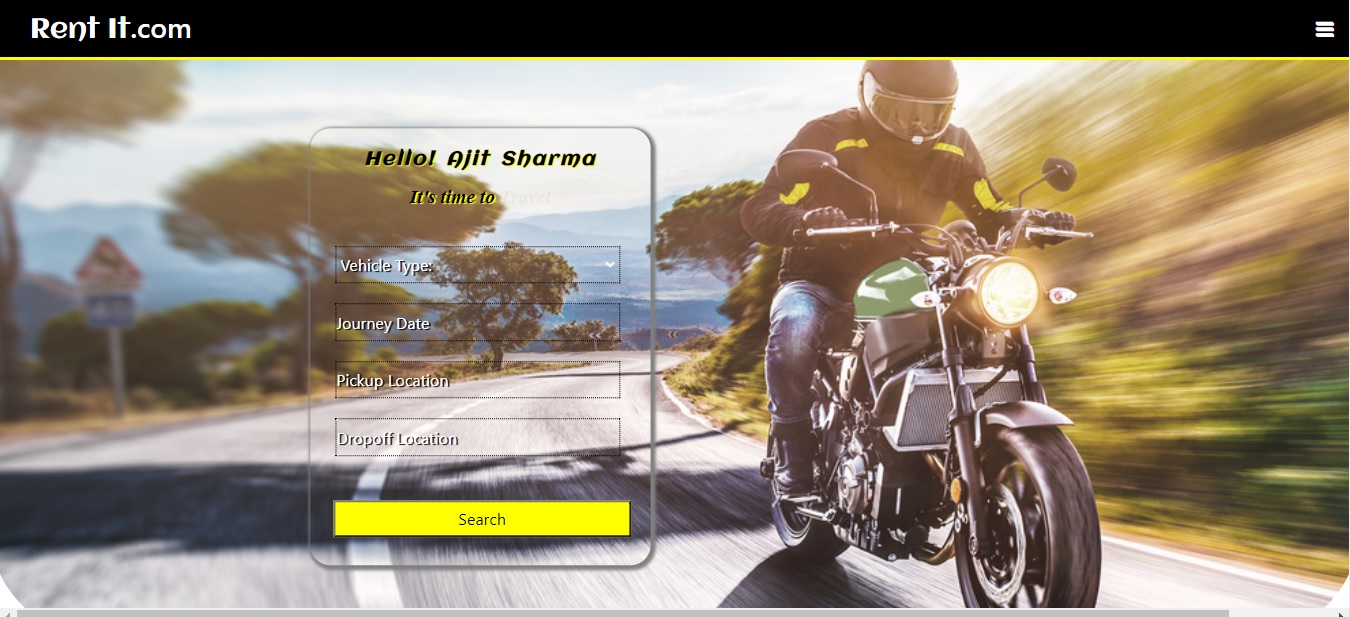 Rent It.com
Hello! Ajit Sharma
It's time to Travel
Vehicle Type:
Journey Date
Pickup Location
Dropoff Location
Search